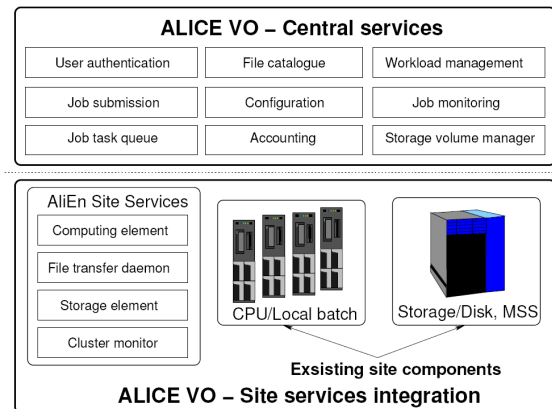 ALICE VO – Central services
User authentication
File catalogue
Workload management
Job submission
Configuration
Job monitoring
Job task queue
Accounting
Storage volume manager
AliEn Site Services
Computing element
File transfer daemon
Storage element
Cluster monitor
CPU/Local batch
Storage/Disk, MSS
Exsisting site components
ALICE VO – Site services integration